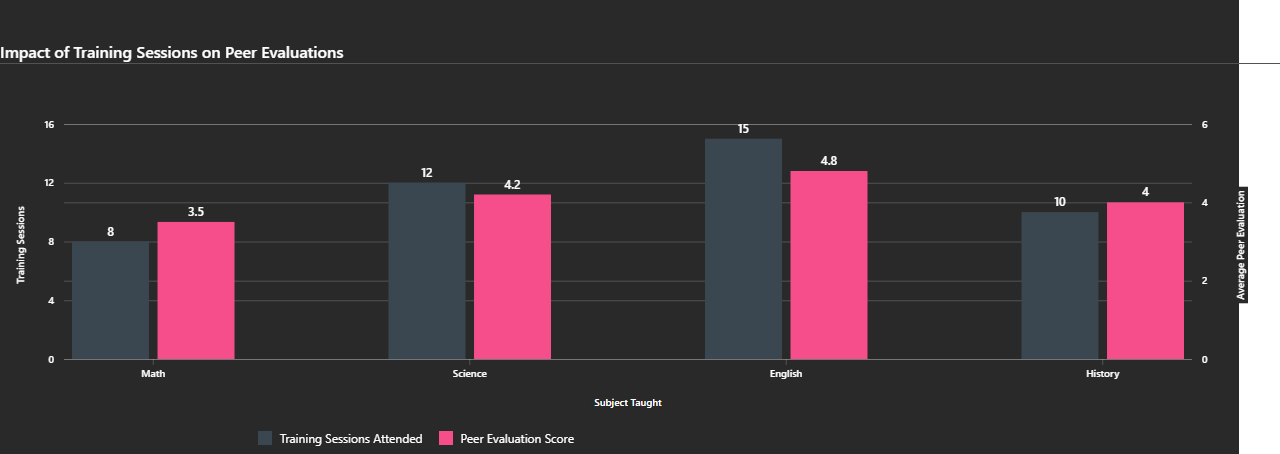 Impact of Training Sessions on Peer Evaluations
16
12
8
4
0
Training Sessions
6
4
2
0
Average Peer Evaluation
8
3.5
12
4.2
15
4.8
10
4
Math
Science
English
History
Subject Taught
Training Sessions Attended
Peer Evaluation Score